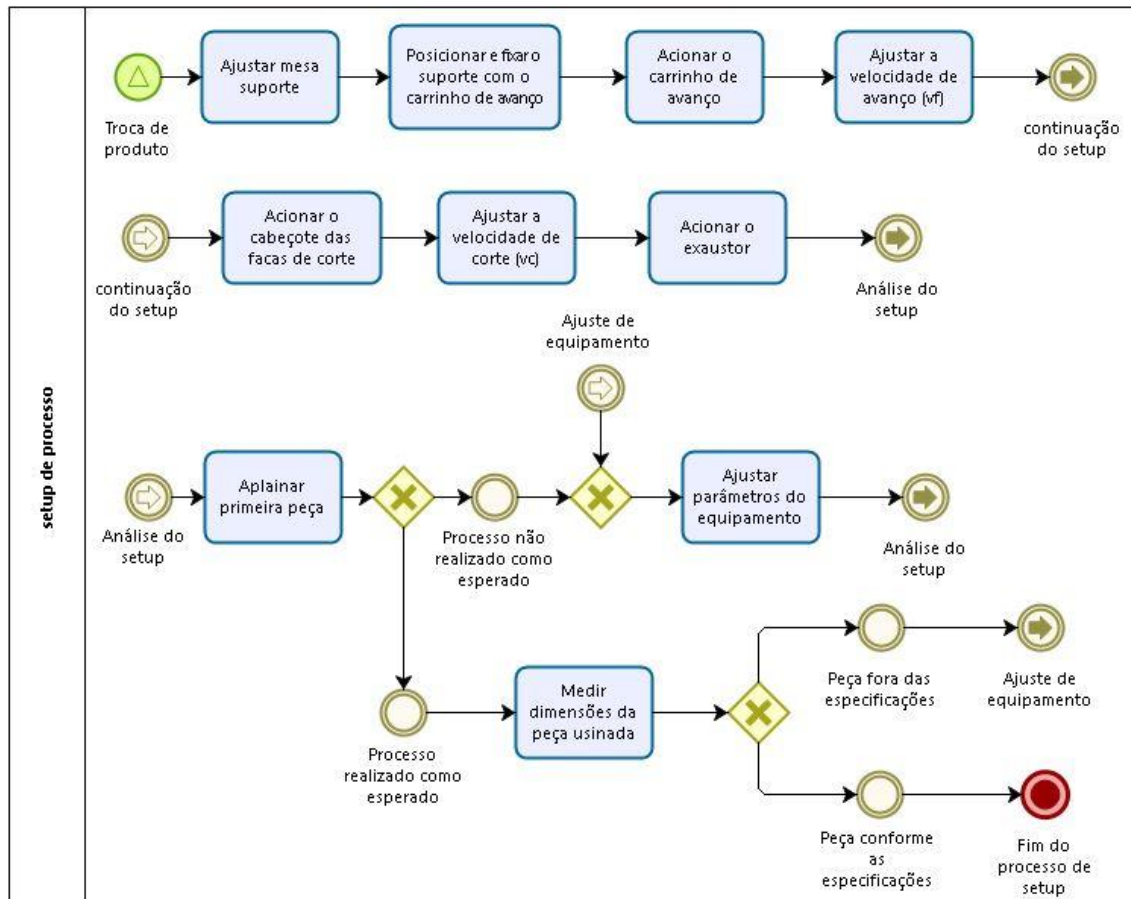 setup de processo
Ajustar mesa
suporte
Posicionar e fixar o
suporte com o
carrinho de avanço
Acionar o
carrinho de
avanço
Ajustar a
velocidade de
avanço (vf)
Troca de
produto
continuação
do setup
Acionar o
cabeçote das
facas de corte
Ajustar a
velocidade de
corte (vc)
Acionar o
exaustor
continuação
do setup
Análise do
setup
Ajuste de
equipamento
Aplainar
primeira peça
Ajustar
parâmetros do
equipamento
Análise do
setup
Processo não
realizado como
esperado
Análise do
setup
Medir
dimensões da
peça usinada
Peça fora das
especificações
Ajuste de
equipamento
Processo
realizado como
esperado
Peça conforme
as
especificações
Fim do
processo de
setup